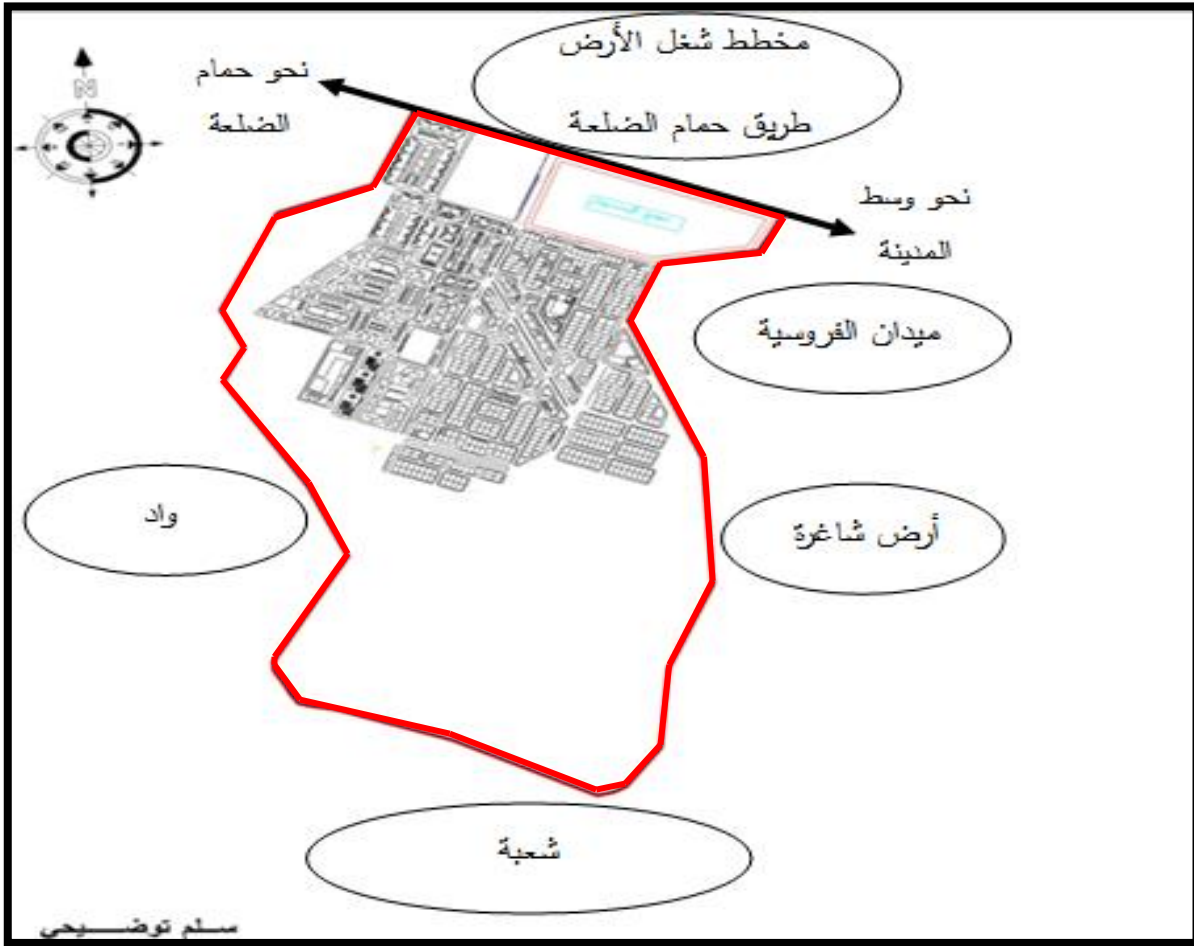 مخطط شغل الأرض
طريق حمام الضلعة
نحو حمام
الضلعة
N
نحو وسط
المدينة
ميدان الفروسية
واد
أرض شاغرة
شعبة
سلم توضيحي